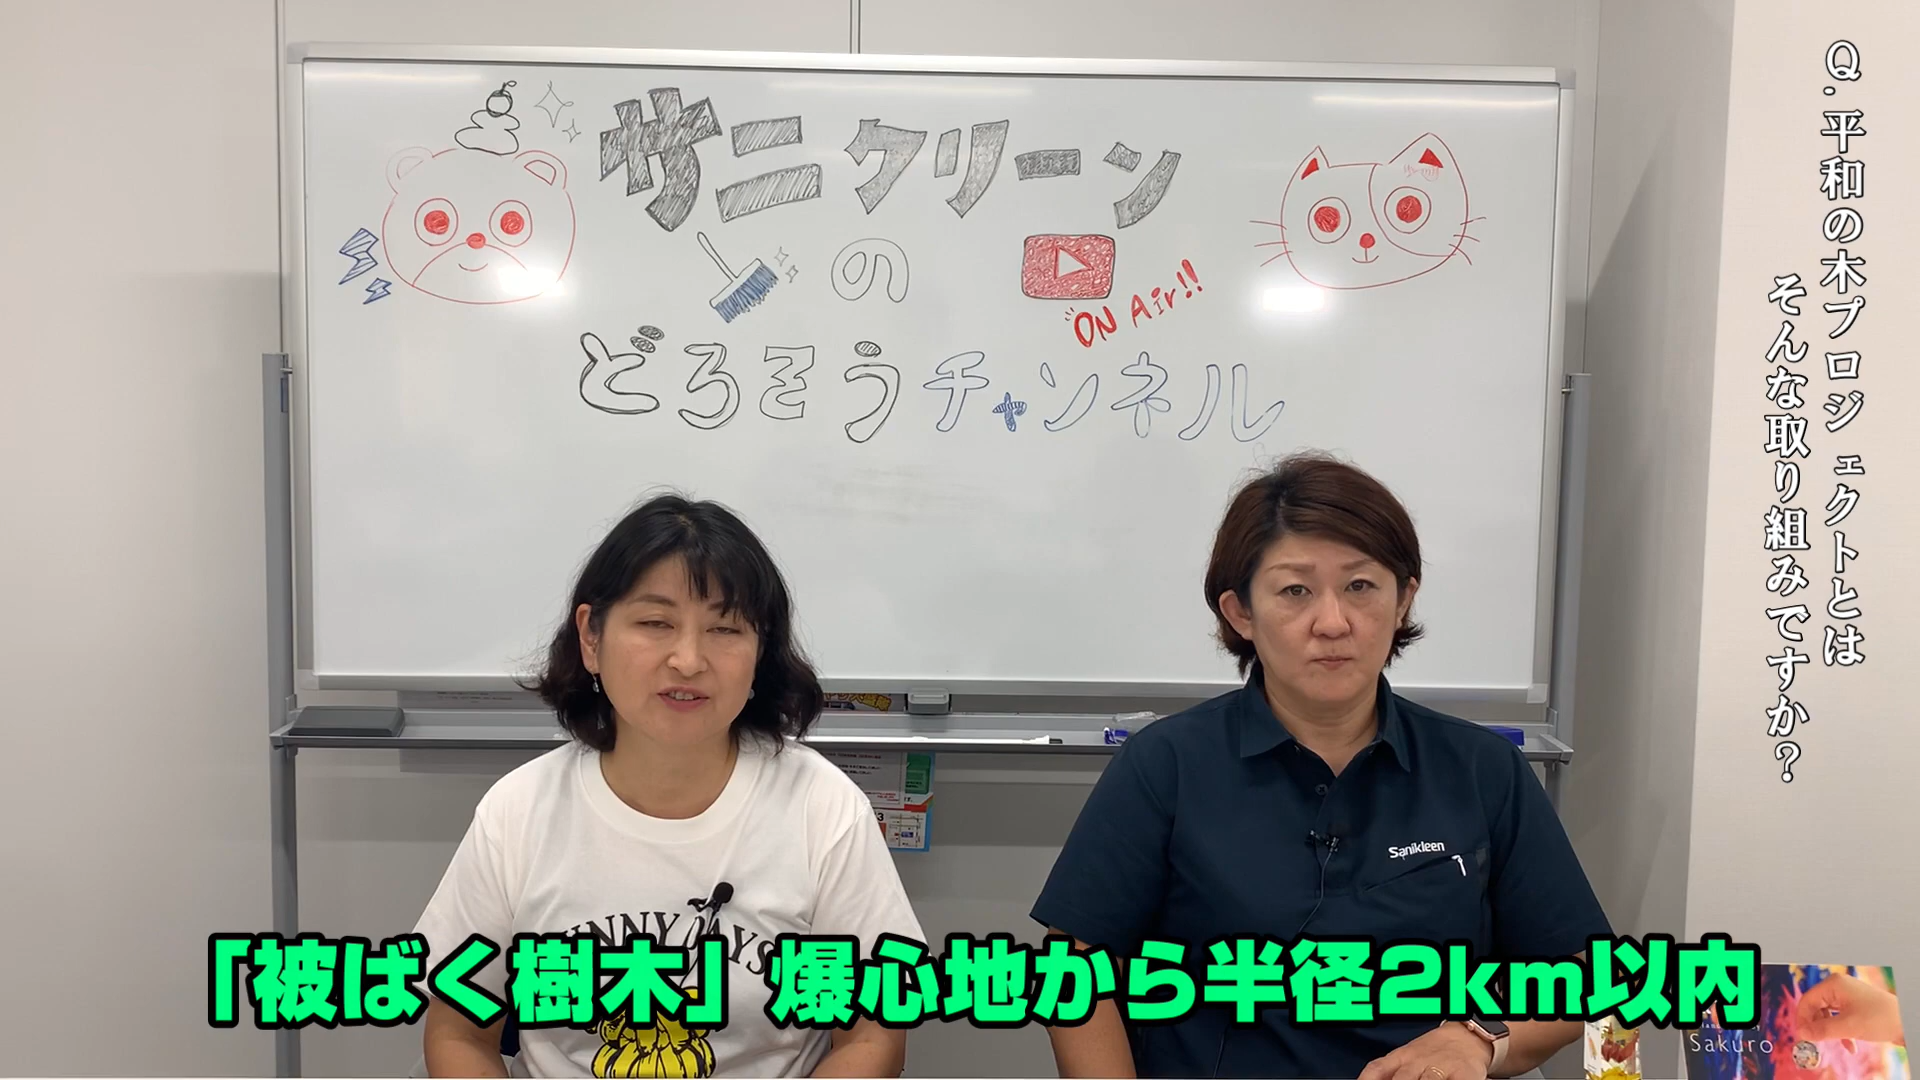 Q.平和の木プロジェクトとは
そんな取り組みですか?
サニクリーン
の
ON Air!!
どろそうチャンネル
Sanikleen
「被ばく樹木」爆心地から半径2km以内
Sakuro